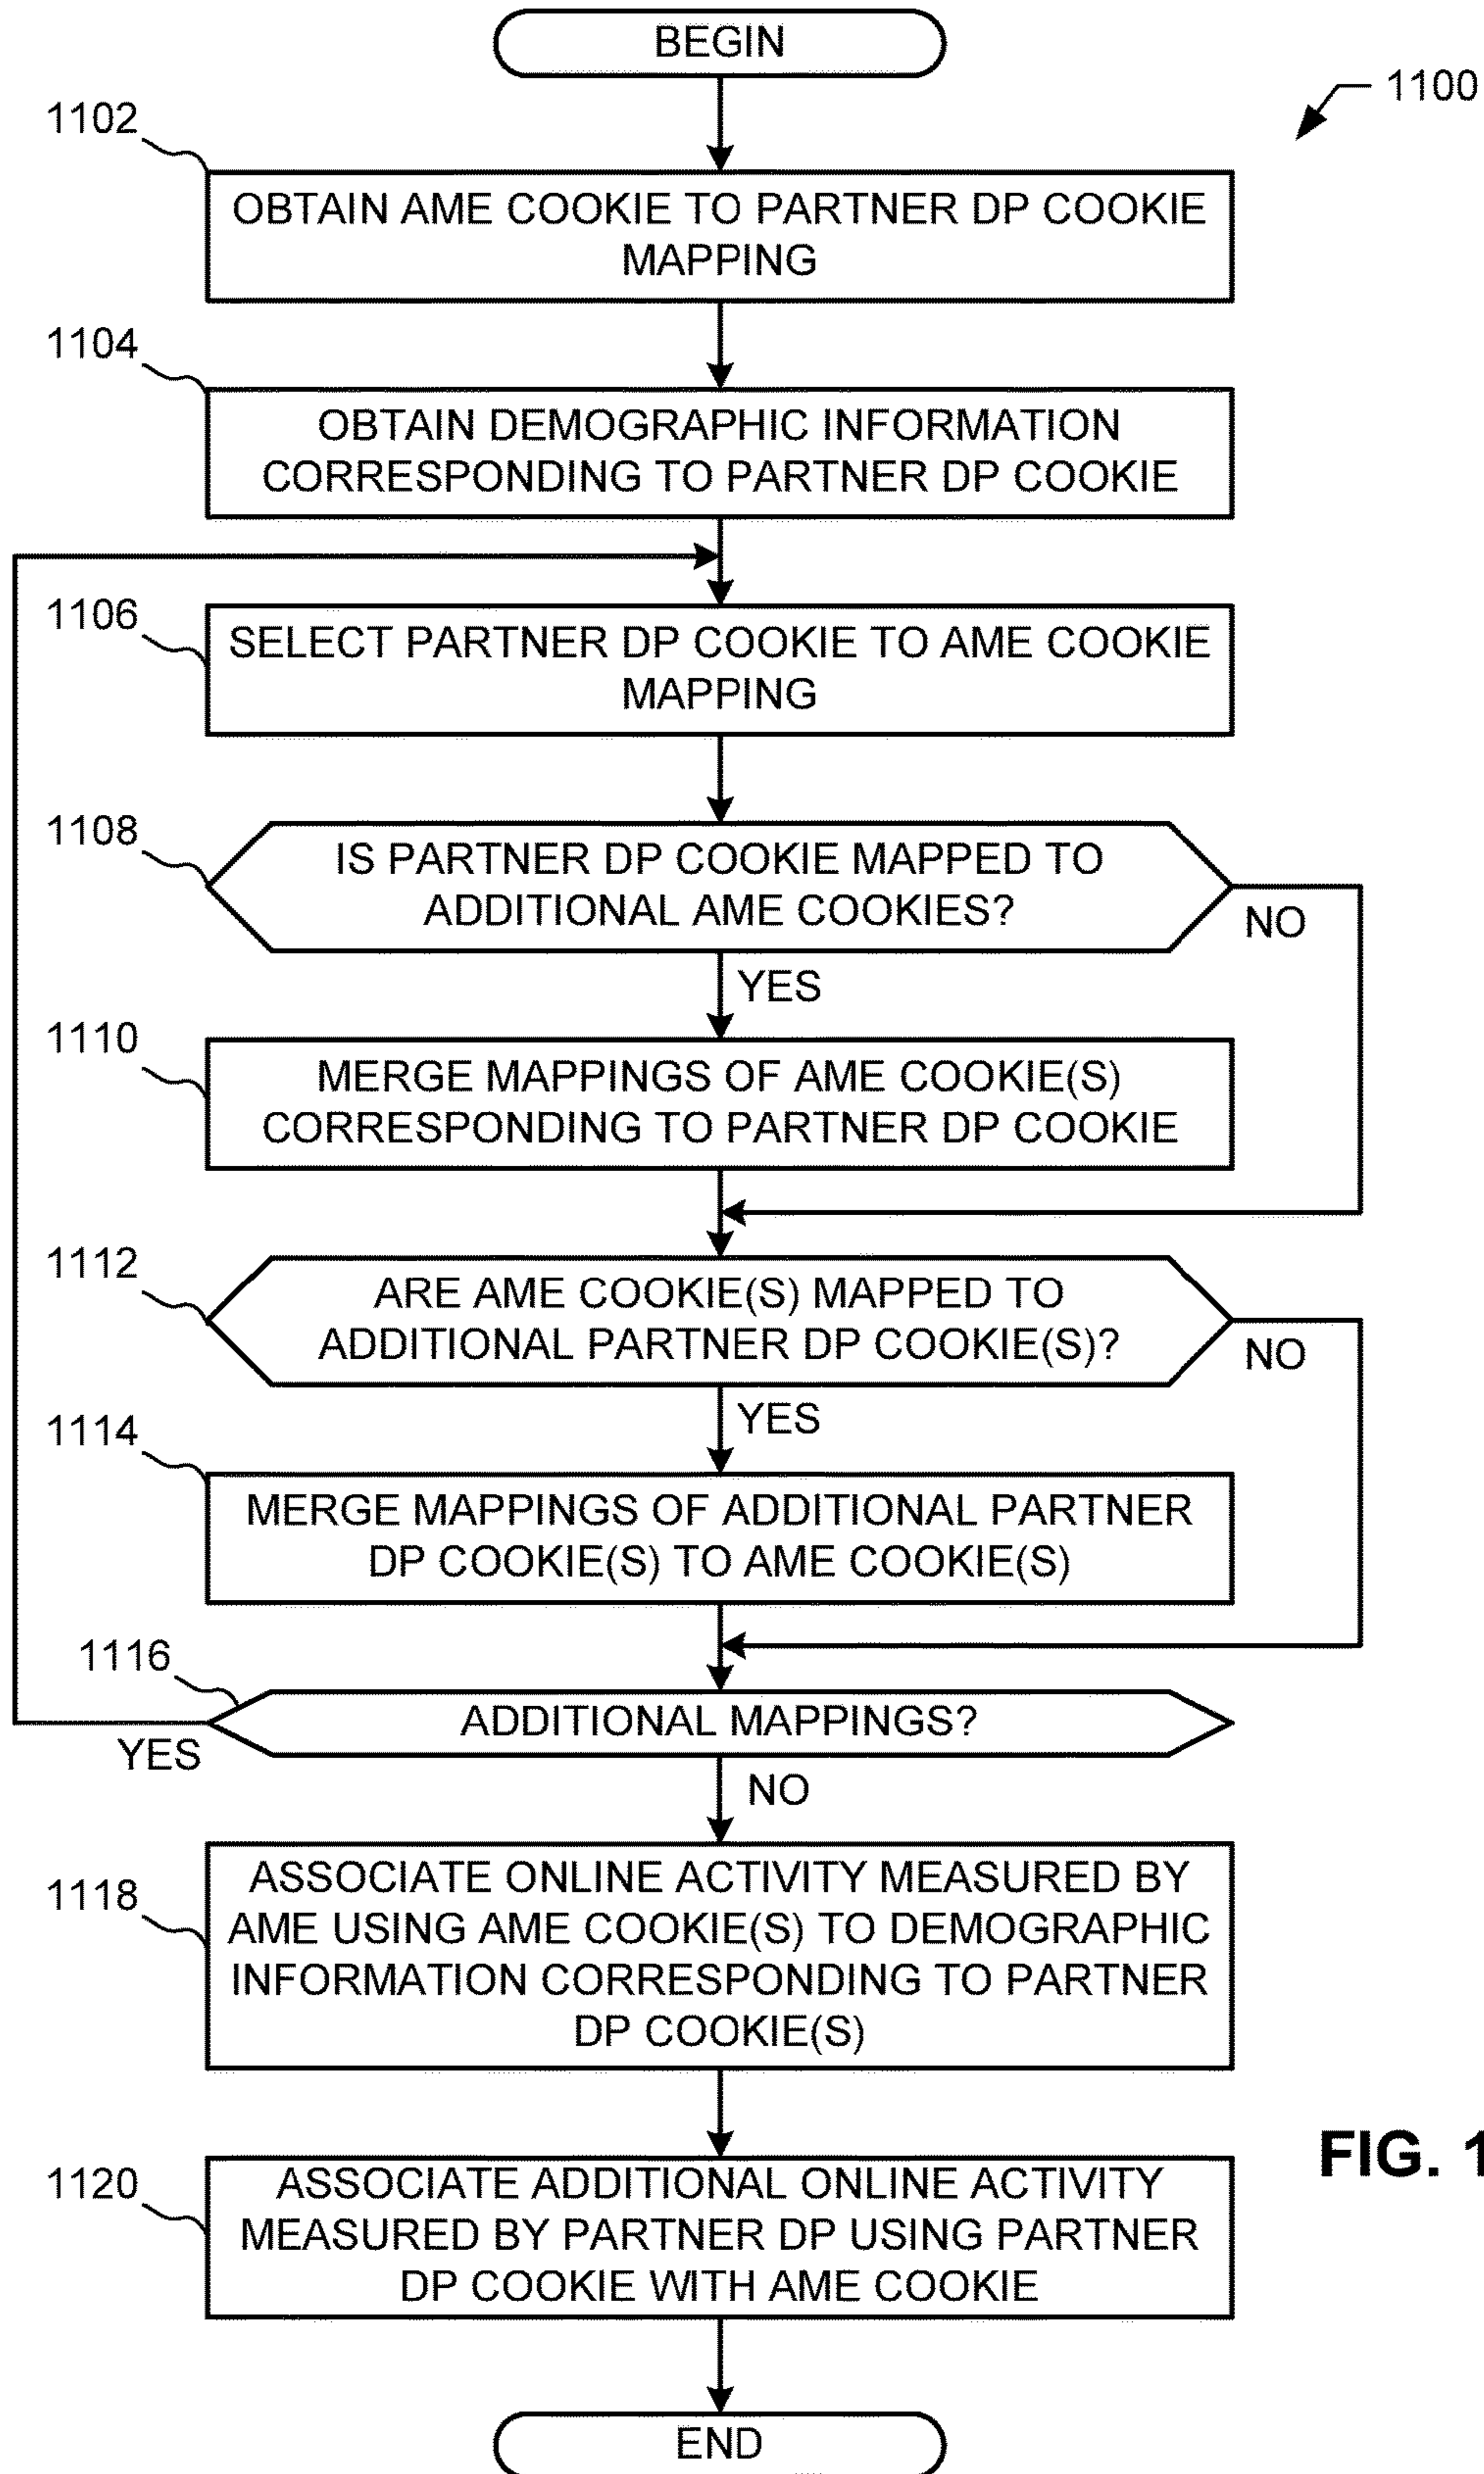 BEGIN
1100
1102
OBTAIN AME COOKIE TO PARTNER DP COOKIE
MAPPING
1104
OBTAIN DEMOGRAPHIC INFORMATION
CORRESPONDING TO PARTNER DP COOKIE
1106
SELECT PARTNER DP COOKIE TO AME COOKIE
MAPPING
1108
IS PARTNER DP COOKIE MAPPED TO
ADDITIONAL AME COOKIES?
NO
YES
1110
MERGE MAPPINGS OF AME COOKIE(S)
CORRESPONDING TO PARTNER DP COOKIE
1112
ARE AME COOKIE(S) MAPPED TO
ADDITIONAL PARTNER DP COOKIE(S)?
NO
YES
1114
MERGE MAPPINGS OF ADDITIONAL PARTNER
DP COOKIE(S) TO AME COOKIE(S)
1116
ADDITIONAL MAPPINGS?
YES
NO
1118
ASSOCIATE ONLINE ACTIVITY MEASURED BY
AME USING AME COOKIE(S) TO DEMOGRAPHIC
INFORMATION CORRESPONDING TO PARTNER
DP COOKIE(S)
FIG. 1
1120
ASSOCIATE ADDITIONAL ONLINE ACTIVITY
MEASURED BY PARTNER DP USING PARTNER
DP COOKIE WITH AME COOKIE
END